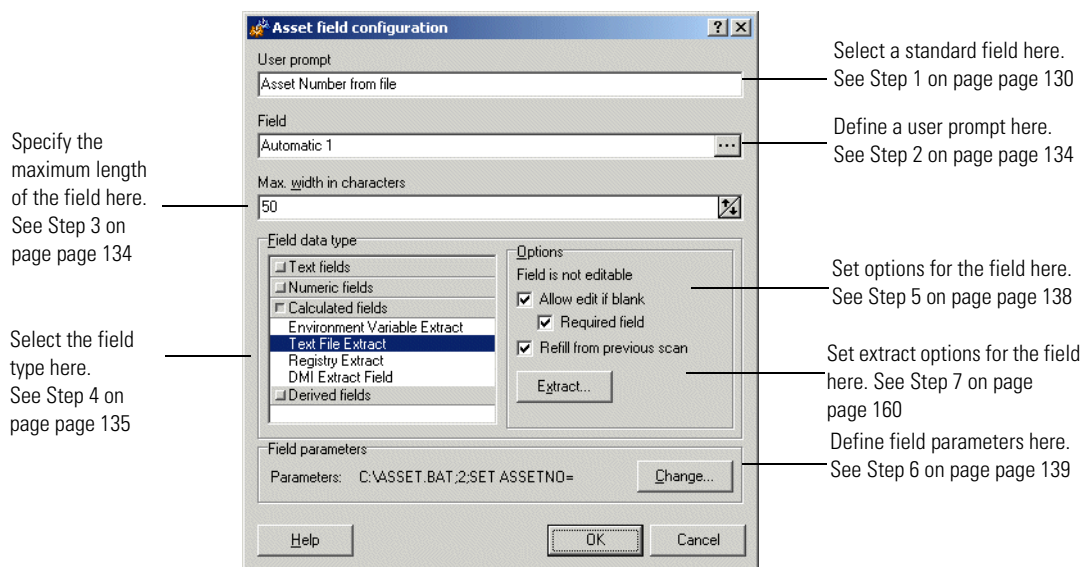 Asset field configuration
User prompt
Asset Number from file
Select a standard field here.
See Step 1 on page page 130
Field
Automatic 1
...
Define a user prompt here.
See Step 2 on page page 134
Specify the
maximum length
of the field here.
See Step 3 on
page page 134
Max. width in characters
50
Field data type
Text fields
Numeric fields
Calculated fields
Environment Variable Extract
Text File Extract
Registry Extract
DMI Extract Field
Derived fields
Options
Field is not editable
Allow edit if blank
Required field
Refill from previous scan
Extract...
Set options for the field here.
See Step 5 on page page 138
Select the field
type here.
See Step 4 on
page page 135
Set extract options for the field
here. See Step 7 on page
page 160
Field parameters
Parameters: C:\ASSET.BAT;2;SET ASSETNO=
Change...
Define field parameters here.
See Step 6 on page page 139
Help
OK
Cancel